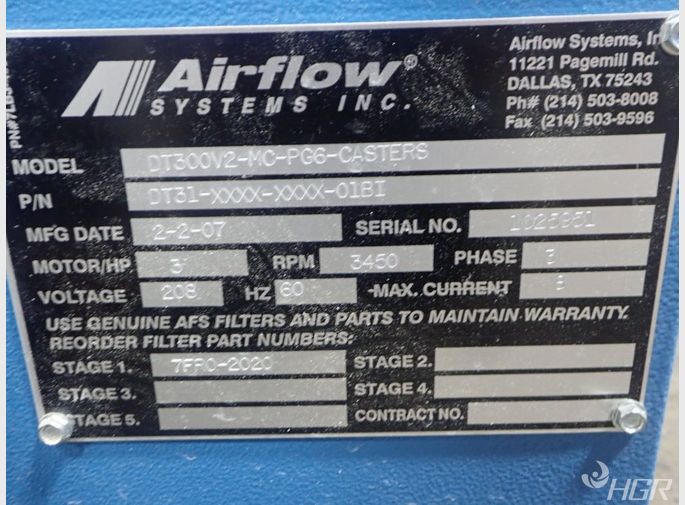 Airflow®
SYSTEMS INC.
Airflow Systems, In
11221 Pagemill Rd.
DALLAS, TX 75243
Ph# (214) 503-8008
Fax (214) 503-9596
MODEL DT300V2-MC-PG6-CASTERS
P/N DT31-XXXX-XXXX-01BI
MFG DATE 2-2-07 SERIAL NO. 1025951
MOTOR/HP 3 RPM 3450 PHASE 3
VOLTAGE 208 HZ 60 MAX. CURRENT
USE GENUINE AFS FILTERS AND PARTS TO MAINTAIN WARRANTY.
REORDER FILTER PART NUMBERS:
STAGE 1. 7FR0-2020 STAGE 2.
STAGE 3. STAGE 4.
STAGE 5. CONTRACT NO.
HGR